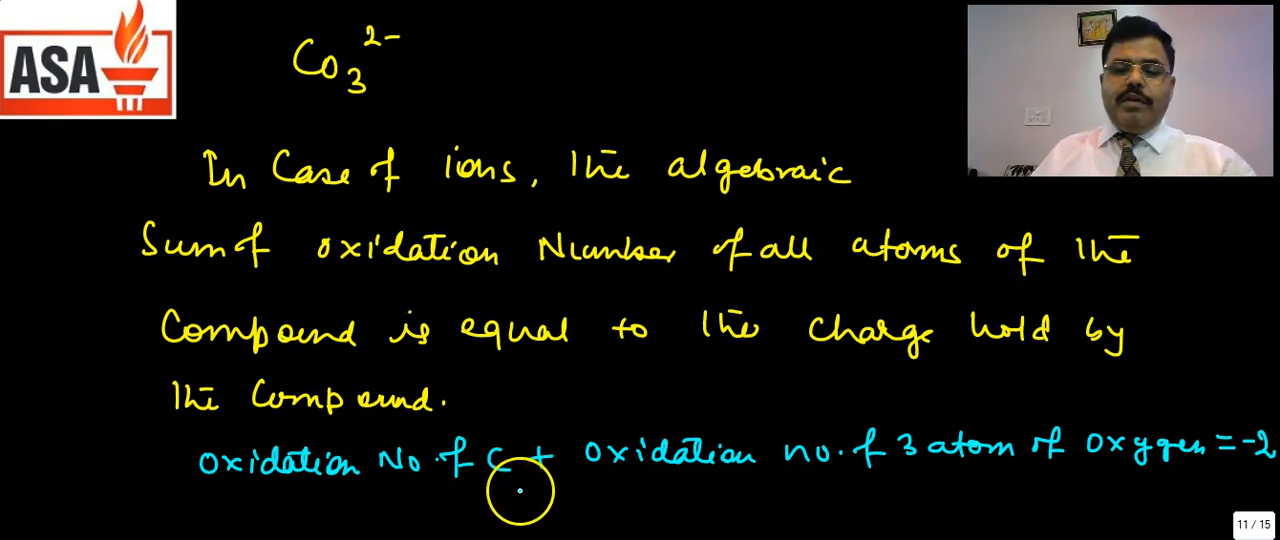 ASA
CO3 2-
In Case of ions, the algebraic
Sum of oxidation Number of all atoms of the
Compound is equal to the charge hold by
the Compound.
Oxidation No. of C + Oxidation no. of 3 atom of Oxygen = -2
11 / 15